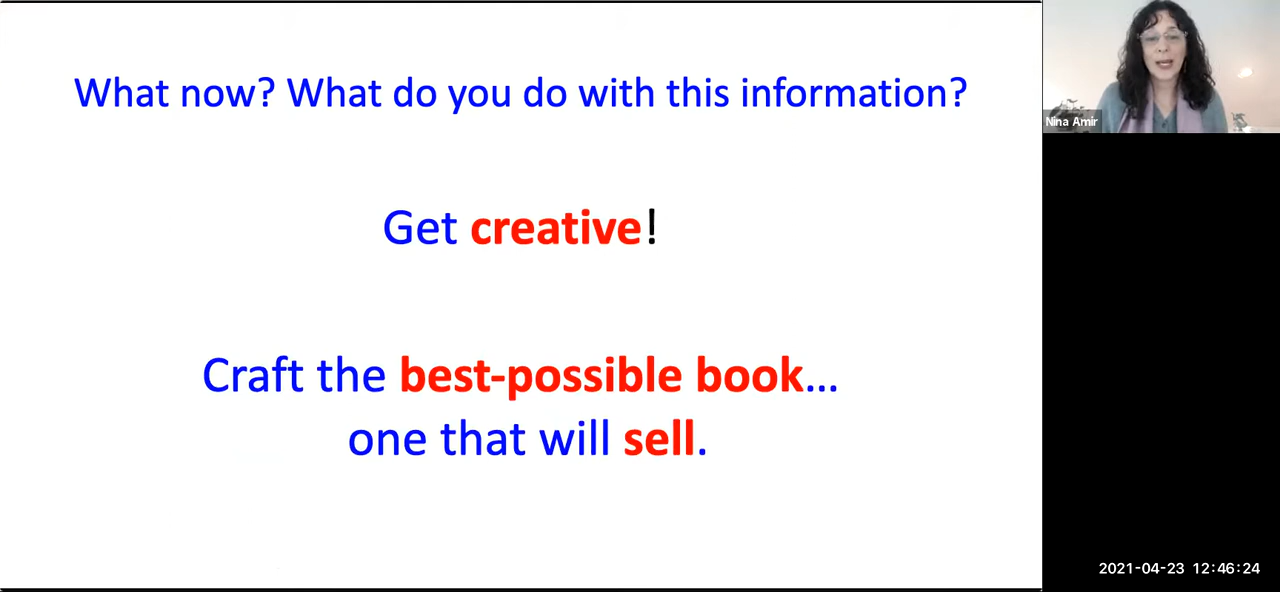 What now? What do you do with this information?
Get creative!
Craft the best-possible book...
one that will sell.
Nina Amir
2021-04-23 12:46:24